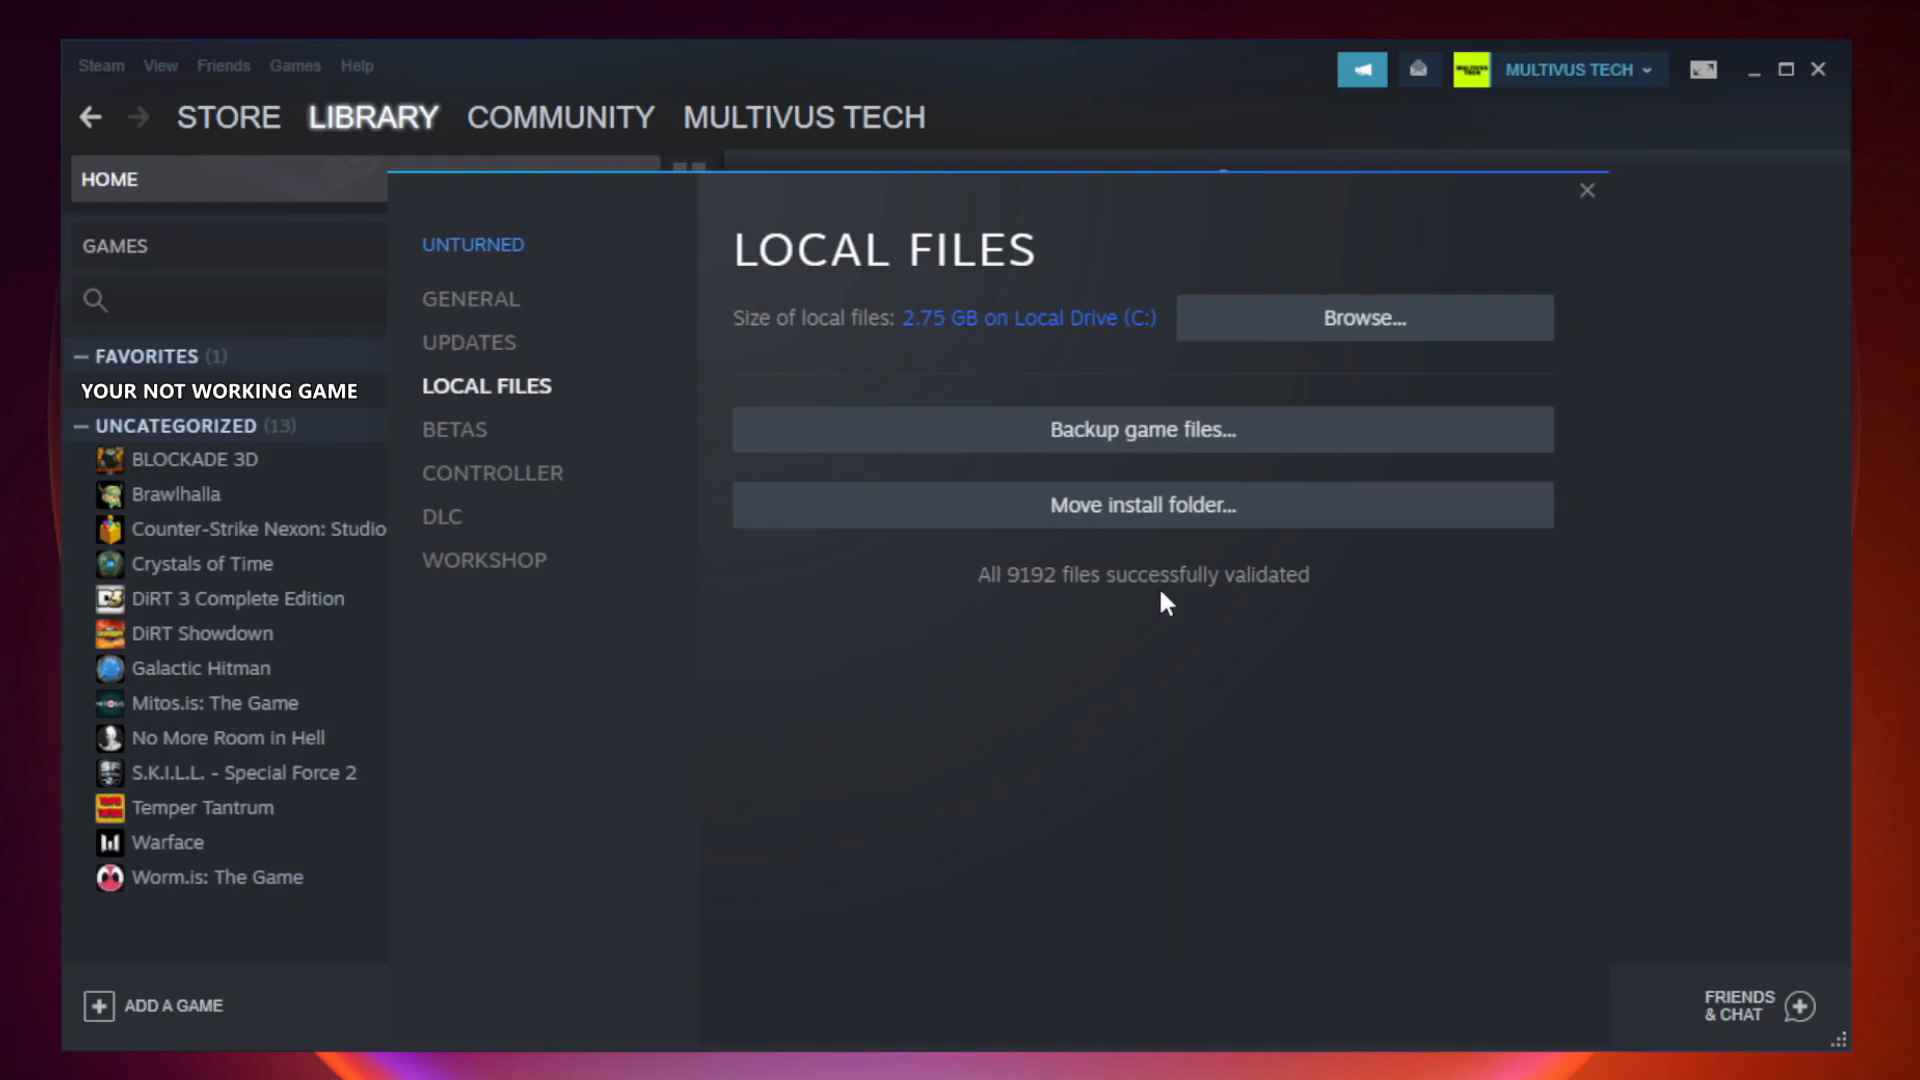 Steam View Friends Games Help
MULTIVUS TECH
STORE LIBRARY COMMUNITY MULTIVUS TECH
HOME
GAMES
FAVORITES (1)
YOUR NOT WORKING GAME
UNCATEGORIZED (13)
BLOCKADE 3D
Brawlhalla
Counter-Strike Nexon: Studio
Crystals of Time
DiRT 3 Complete Edition
DiRT Showdown
Galactic Hitman
Mitos.is: The Game
No More Room in Hell
S.K.I.L.L. - Special Force 2
Temper Tantrum
Warface
Worm.is: The Game
ADD A GAME
UNTURNED
GENERAL
UPDATES
LOCAL FILES
BETAS
CONTROLLER
DLC
WORKSHOP
LOCAL FILES
Size of local files: 2.75 GB on Local Drive (C:)
Browse...
Backup game files...
Move install folder...
All 9192 files successfully validated
FRIENDS
& CHAT